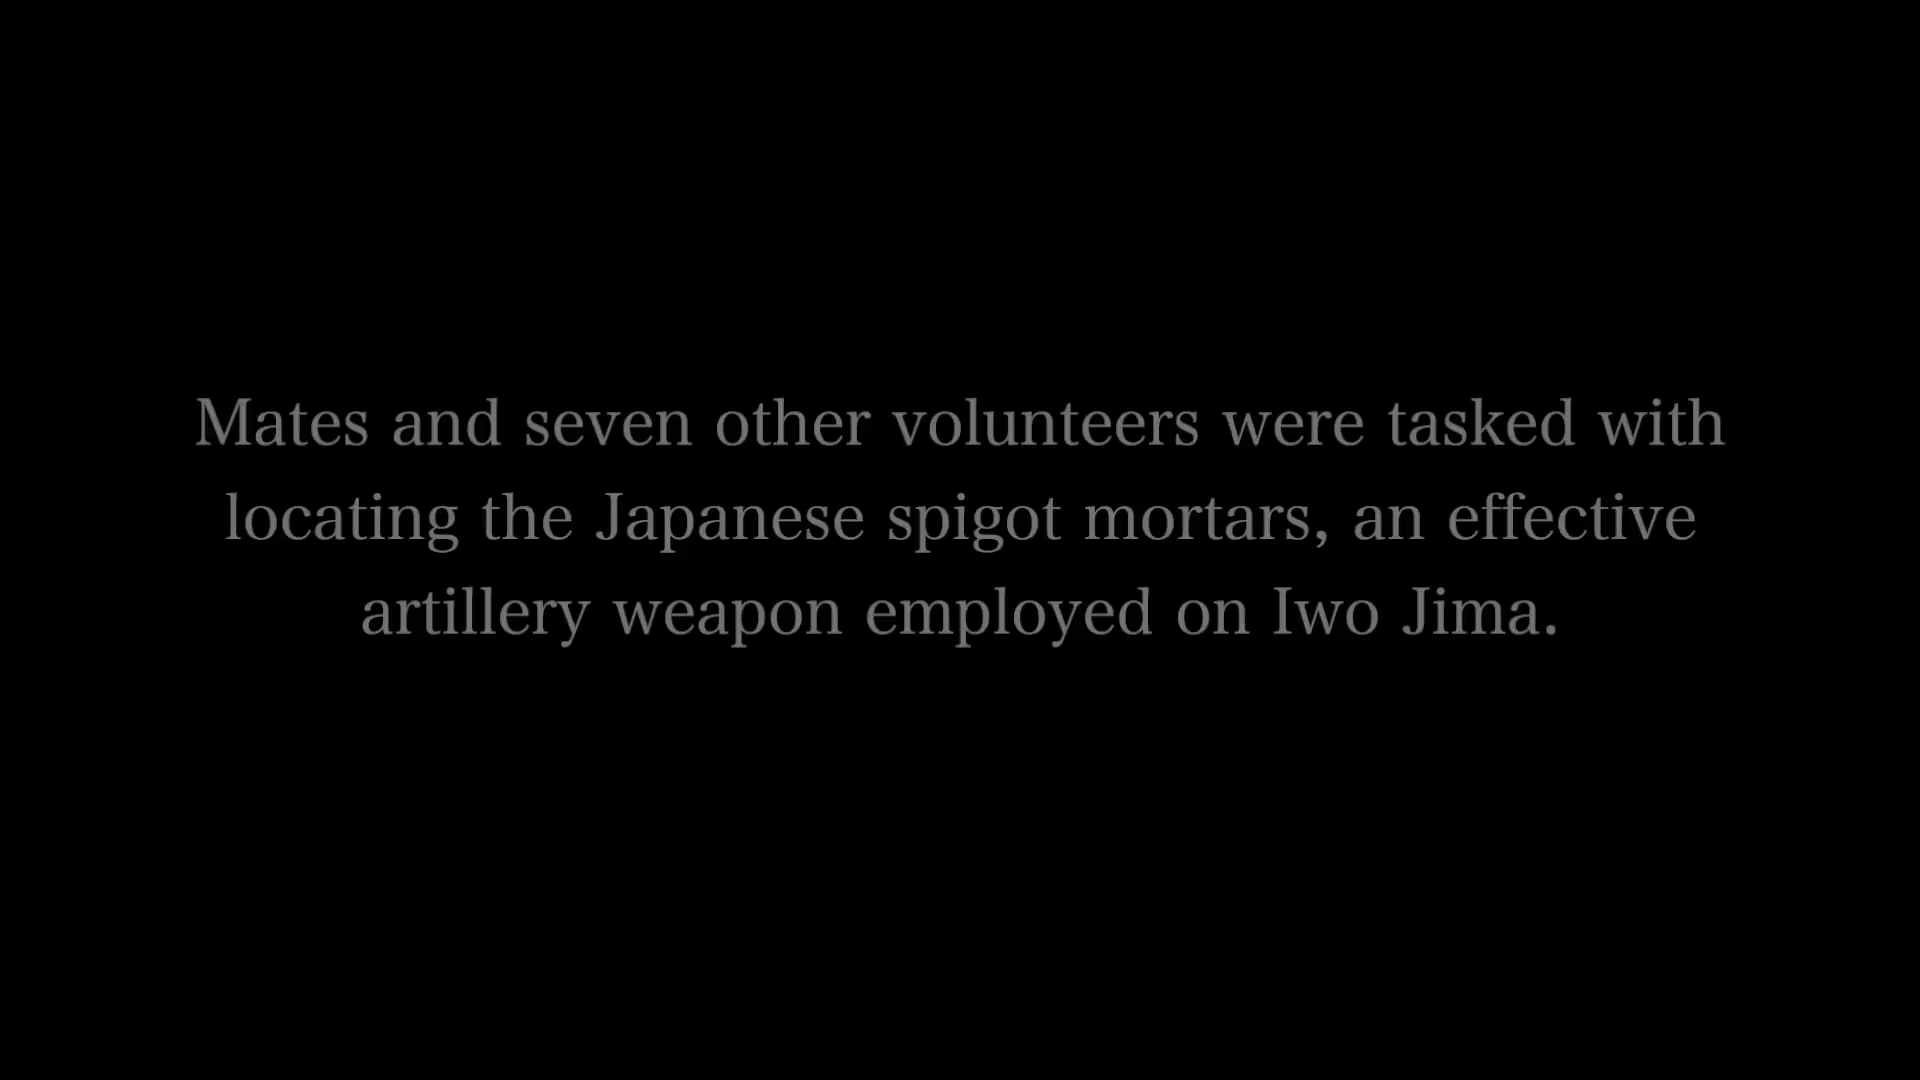 Mates and seven other volunteers were tasked with
locating the Japanese spigot mortars, an effective
artillery weapon employed on Iwo Jima.